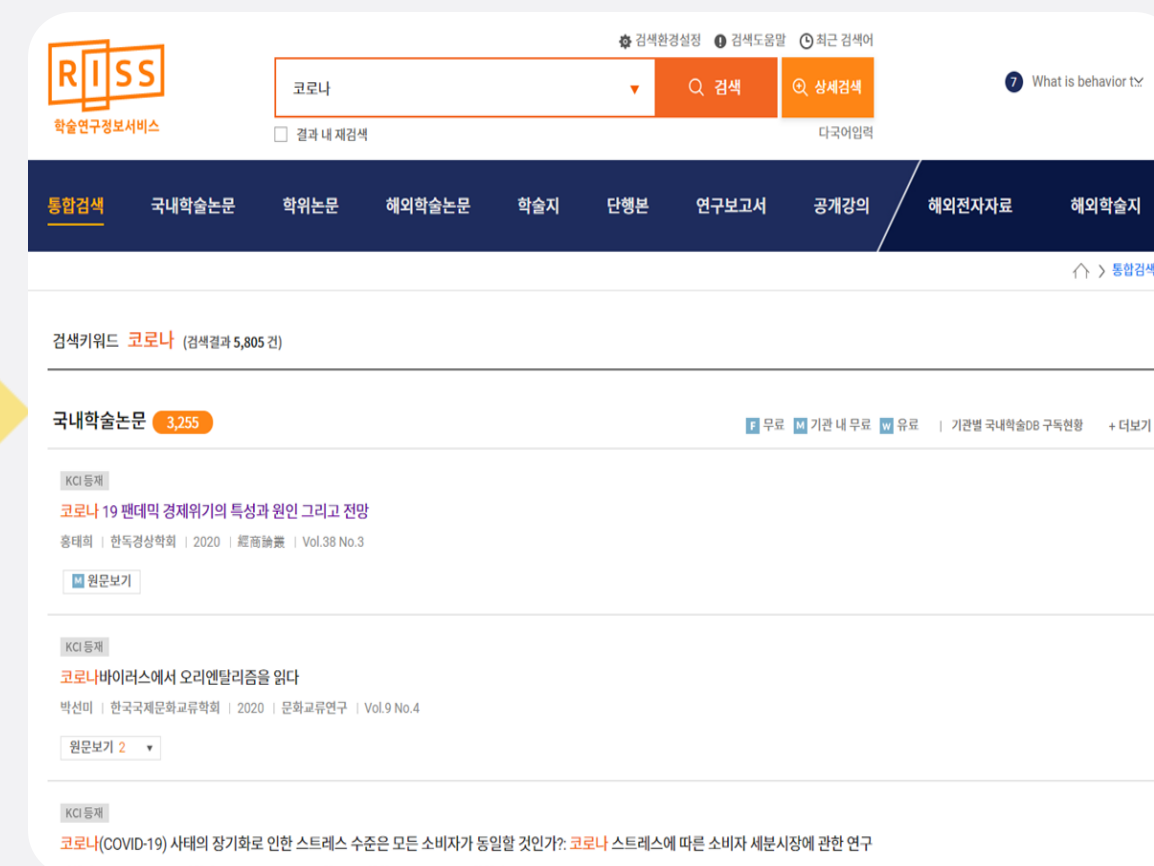 검색환경설정 검색도움말 최근 검색어
RISS
학술연구정보서비스
코로나 ▼ 검색 상세검색
7 What is behavior t
결과 내 재검색 다국어입력
통합검색 국내학술논문 학위논문 해외학술논문 학술지 단행본 연구보고서 공개강의 해외전자자료 해외학술지
> 통합검색
검색키워드 코로나 (검색결과 5,805 건)
국내학술논문 3,255
F 무료 M 기관 내 무료 W 유료 | 기관별 국내학술DB 구독현황 + 더보기
KCI 등재
코로나 19 팬데믹 경제위기의 특성과 원인 그리고 전망
홍태희 | 한독경상학회 | 2020 | 經商論叢 | Vol.38 No.3
M 원문보기
KCI 등재
코로나바이러스에서 오리엔탈리즘을 읽다
박선미 | 한국국제문화교류학회 | 2020 | 문화교류연구 | Vol.9 No.4
원문보기 2 ▼
KCI 등재
코로나(COVID-19) 사태의 장기화로 인한 스트레스 수준은 모든 소비자가 동일할 것인가?: 코로나 스트레스에 따른 소비자 세분시장에 관한 연구